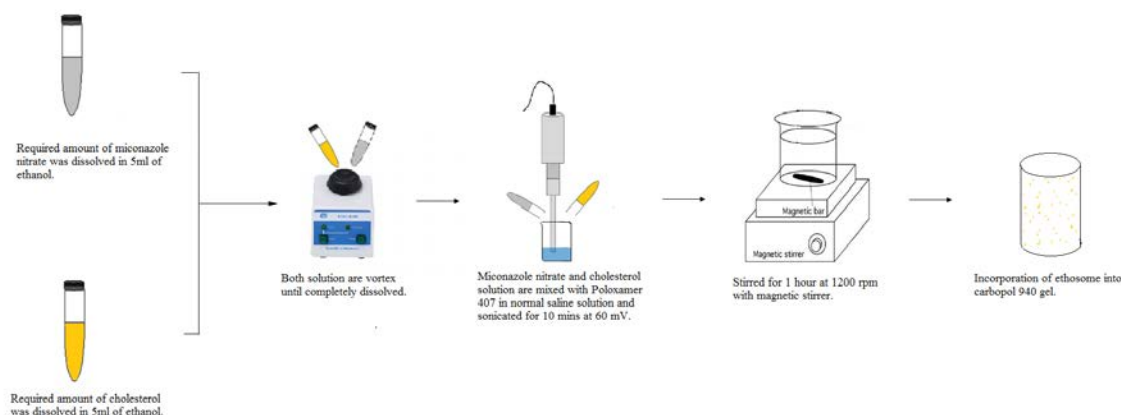 Required amount of miconazole
nitrate was dissolved in 5ml of
ethanol.
Required amount of cholesterol
was dissolved in 5ml of ethanol.
Both solution are vortex
until completely dissolved.
Miconazole nitrate and cholesterol
solution are mixed with Poloxamer
407 in normal saline solution and
sonicated for 10 mins at 60 mV.
Magnetic bar
Magnetic stirrer
Stirred for 1 hour at 1200 rpm
with magnetic stirrer.
Incorporation of ethosome into
carbopol 940 gel.